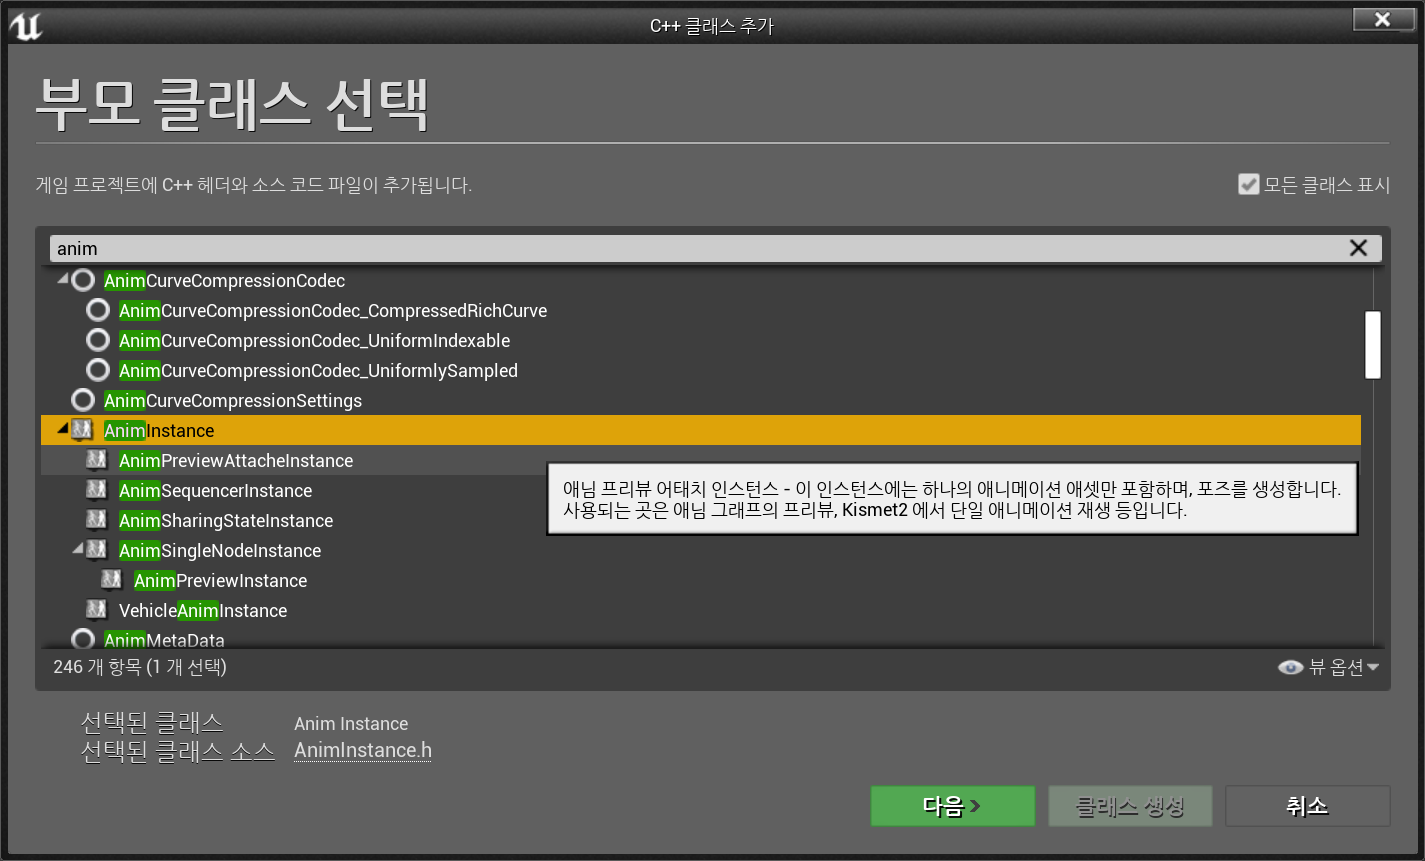 C++ 클래스 추가
부모 클래스 선택
게임 프로젝트에 C++ 헤더와 소스 코드 파일이 추가됩니다.
모든 클래스 표시
anim
AnimCurveCompressionCodec
AnimCurveCompressionCodec_CompressedRichCurve
AnimCurveCompressionCodec_UniformIndexable
AnimCurveCompressionCodec_UniformlySampled
AnimCurveCompressionSettings
AnimInstance
AnimPreviewAttacheInstance
AnimSequencerInstance
AnimSharingStateInstance
AnimSingleNodeInstance
AnimPreviewInstance
VehicleAnimInstance
AnimMetaData
애님 프리뷰 어태치 인스턴스 - 이 인스턴스에는 하나의 애니메이션 애셋만 포함하며, 포즈를 생성합니다.
사용되는 곳은 애님 그래프의 프리뷰, Kismet2 에서 단일 애니메이션 재생 등입니다.
246 개 항목 (1 개 선택)
뷰 옵션
선택된 클래스 Anim Instance
선택된 클래스 소스 AnimInstance.h
다음 >
클래스 생성
취소